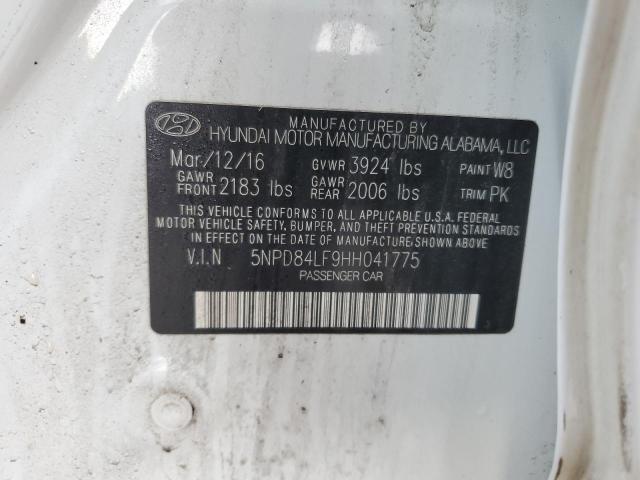 MANUFACTURED BY
HYUNDAI MOTOR MANUFACTURING ALABAMA, LLC
Mar/12/16 GVWR 3924 lbs PAINT W8
GAWR FRONT 2183 lbs GAWR REAR 2006 lbs TRIM PK
THIS VEHICLE CONFORMS TO ALL APPLICABLE U.S.A. FEDERAL
MOTOR VEHICLE SAFETY, BUMPER, AND THEFT PREVENTION
STANDARDS IN EFFECT ON THE DATE OF MANUFACTURE SHOWN ABOVE.
V.I.N 5NPD84LF9HH041775
PASSENGER CAR